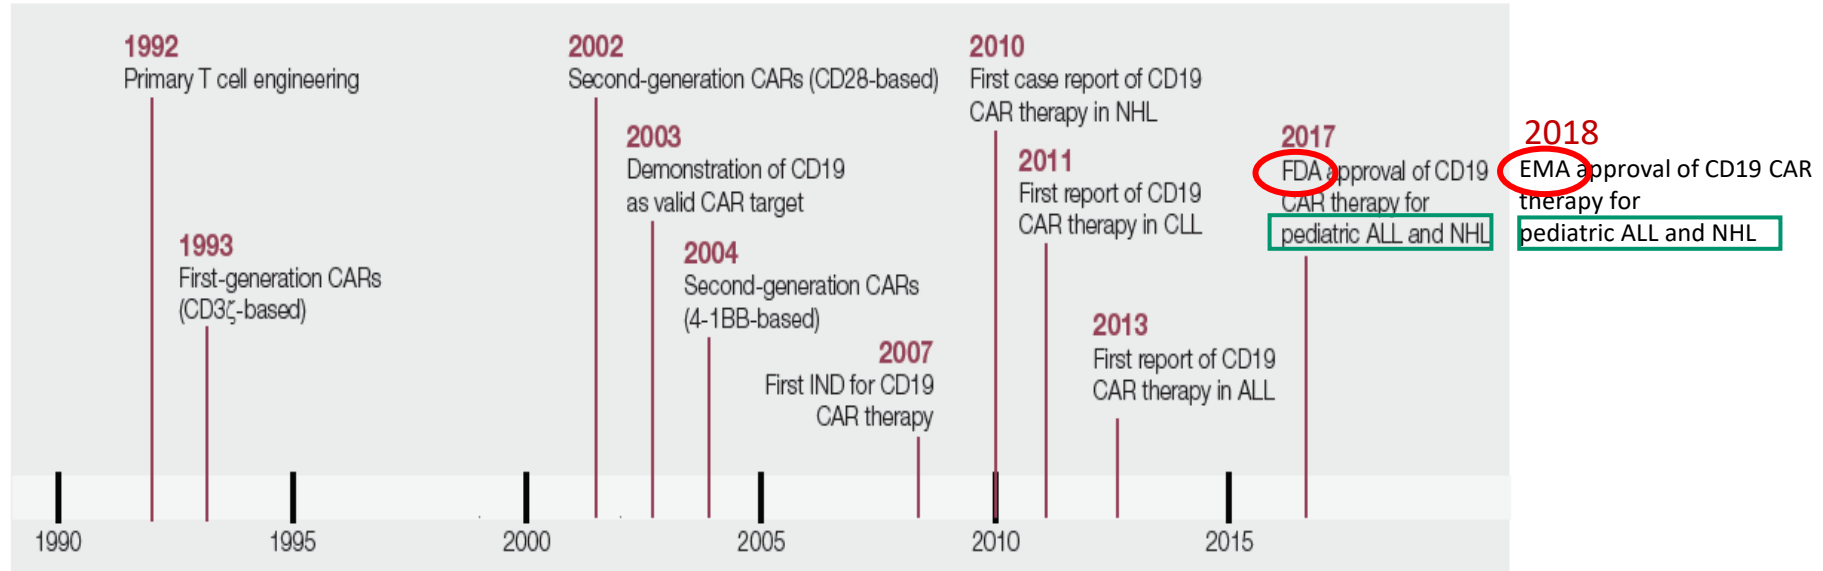 1992
Primary T cell engineering
1993
First-generation CARs
(CD3ζ-based)
2002
Second-generation CARs (CD28-based)
2003
Demonstration of CD19
as valid CAR target
2004
Second-generation CARs
(4-1BB-based)
2007
First IND for CD19
CAR therapy
2010
First case report of CD19
CAR therapy in NHL
2011
First report of CD19
CAR therapy in CLL
2013
First report of CD19
CAR therapy in ALL
2017
FDA approval of CD19
CAR therapy for
pediatric ALL and NHL
2018
EMA approval of CD19 CAR
therapy for
pediatric ALL and NHL
1990
1995
2000
2005
2010
2015